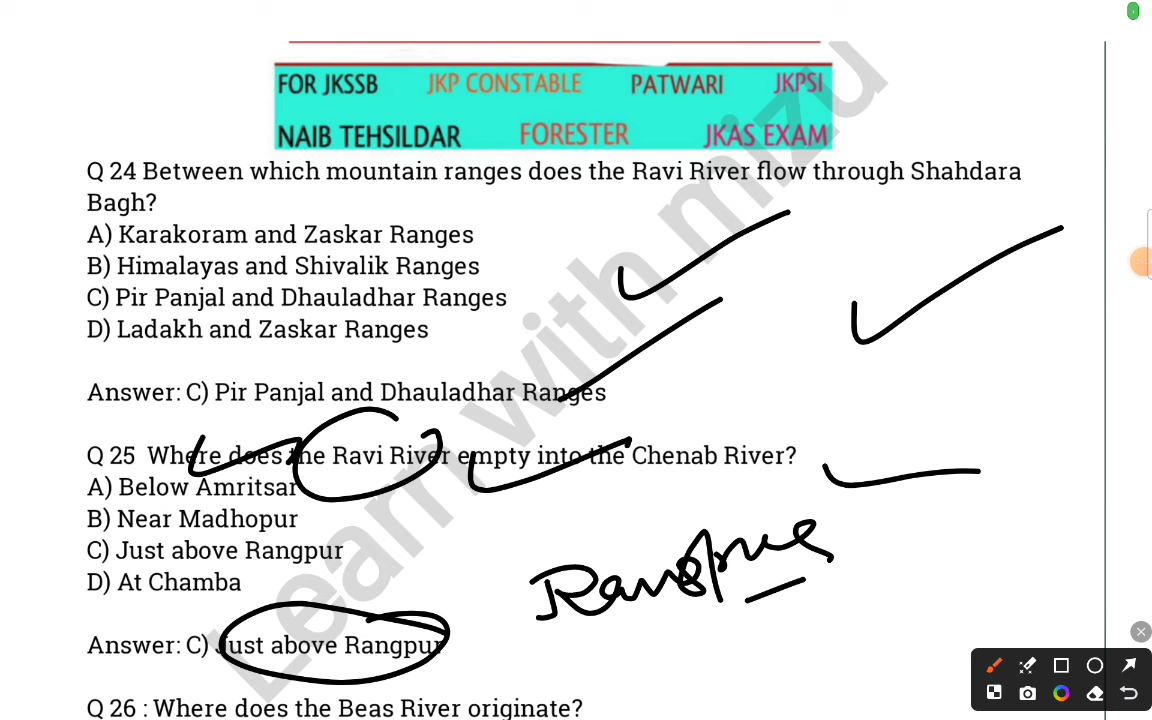 FOR JKSSB JKP CONSTABLE PATWARI JKPSI
NAIB TEHSILDAR FORESTER JKAS EXAM
Q 24 Between which mountain ranges does the Ravi River flow through Shahdara
Bagh?
A) Karakoram and Zaskar Ranges
B) Himalayas and Shivalik Ranges
C) Pir Panjal and Dhauladhar Ranges
D) Ladakh and Zaskar Ranges
Answer: C) Pir Panjal and Dhauladhar Ranges
Q 25 Where does the Ravi River empty into the Chenab River?
A) Below Amritsar
B) Near Madhopur
C) Just above Rangpur
D) At Chamba
Rangpur
Answer: C) Just above Rangpur
Q 26 : Where does the Beas River originate?
Learn with mizu